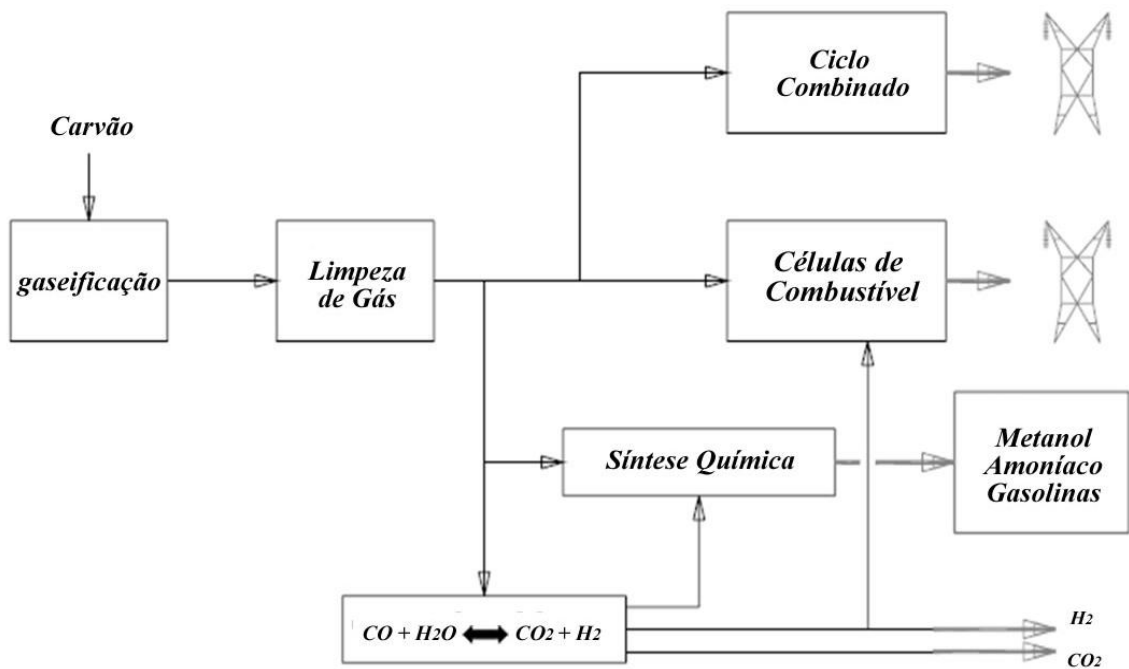 Carvão
gaseificação
Limpeza
de Gás
Ciclo
Combinado
Células de
Combustível
Síntese Química
Metanol
Amoníaco
Gasolinas
CO + H2O ⬌ CO2 + H2
H2
CO2